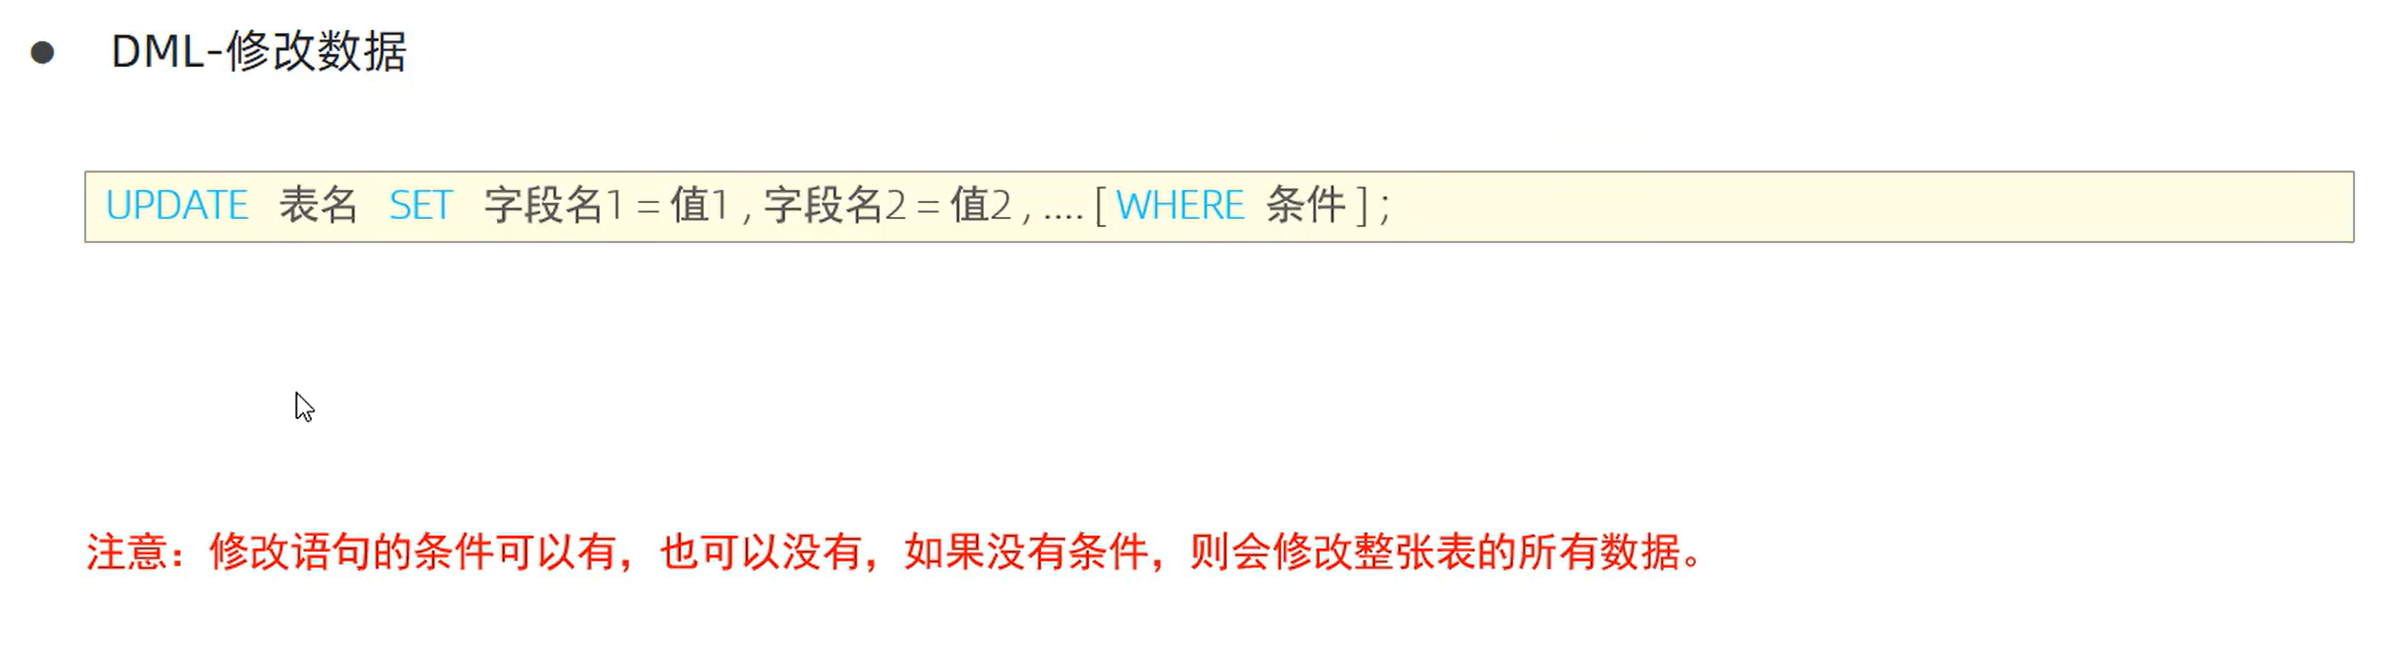 ● DML-修改数据
UPDATE 表名 SET 字段名1 = 值1 , 字段名2 = 值2 , .... [ WHERE 条件 ] ;
注意：修改语句的条件可以有，也可以没有，如果没有条件，则会修改整张表的所有数据。